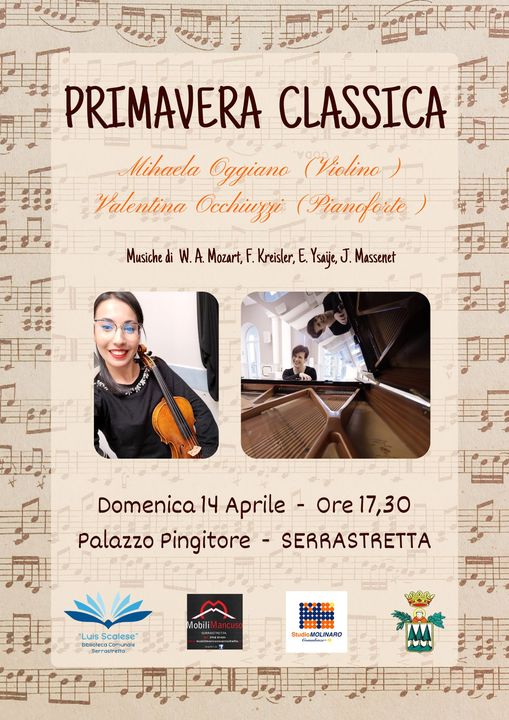 PRIMAVERA CLASSICA
Mihaela Oggiano (Violino )
Valentina Occhiuzzi (Pianoforte )
Musiche di W. A. Mozart, F. Kreisler, E. Ysaÿe, J. Massenet
Domenica 14 Aprile - Ore 17,30
Palazzo Pingitore - SERRASTRETTA
"Luis Scalese"
Biblioteca Comunale
Serrastretta
MobiliMancuso
SERRASTRETTA
StudioMOLINARO